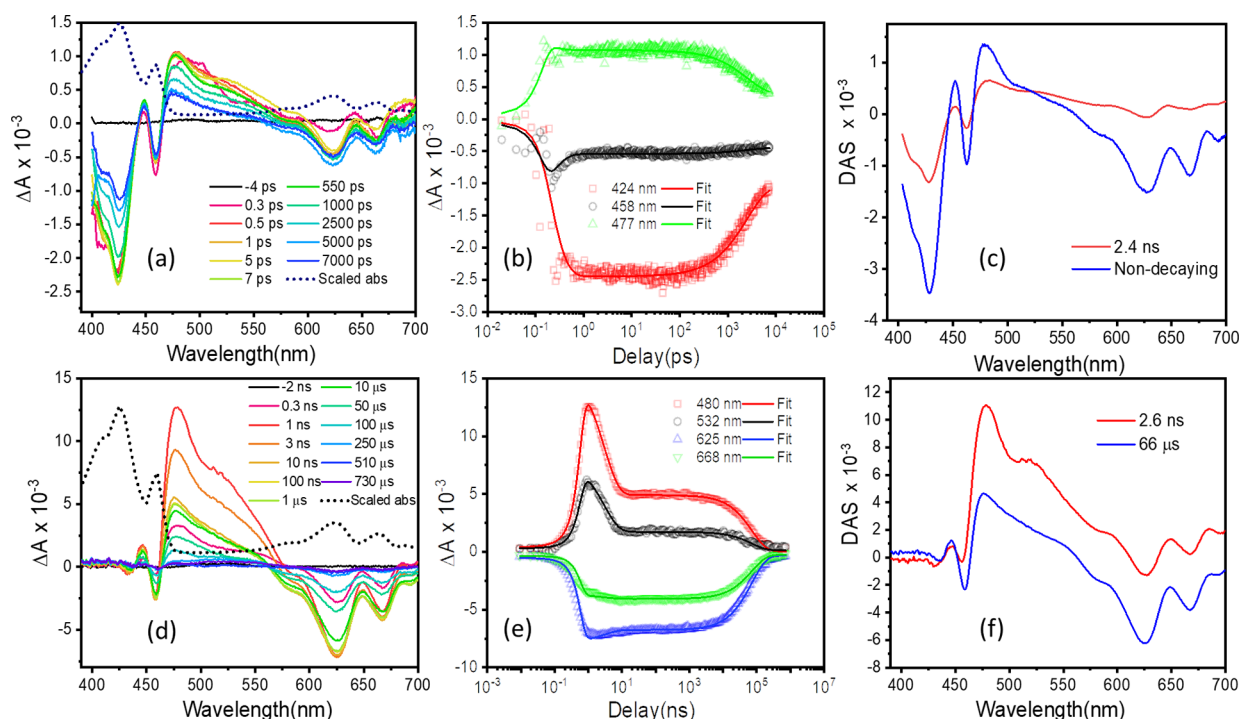 1.5
1.0
0.5
0.0
-0.5
-1.0
-1.5
-2.0
-2.5
ΔA x 10⁻³
-4 ps
0.3 ps
0.5 ps
1 ps
5 ps
7 ps
550 ps
1000 ps
2500 ps
5000 ps
7000 ps
Scaled abs
(a)
400 450 500 550 600 650 700
Wavelength(nm)
1.5
1.0
0.5
0.0
-0.5
-1.0
-1.5
-2.0
-2.5
-3.0
ΔA x 10⁻³
424 nm Fit
458 nm Fit
477 nm Fit
(b)
10⁻² 10⁻¹ 10⁰ 10¹ 10² 10³ 10⁴ 10⁵
Delay(ps)
2
1
0
-1
-2
-3
-4
DAS x 10⁻³
(c)
2.4 ns
Non-decaying
400 450 500 550 600 650 700
Wavelength(nm)
15
10
5
0
5
ΔA x 10⁻³
-2 ns
0.3 ns
1 ns
3 ns
10 ns
100 ns
1 μs
10 μs
50 μs
100 μs
250 μs
510 μs
730 μs
Scaled abs
(d)
400 450 500 550 600 650 700
Wavelength(nm)
15
10
5
0
-5
-10
ΔA x 10⁻³
480 nm Fit
532 nm Fit
625 nm Fit
668 nm Fit
(e)
10⁻³ 10⁻¹ 10¹ 10³ 10⁵ 10⁷
Delay(ns)
12
10
8
6
4
2
0
-2
-4
-6
-8
DAS x 10⁻³
2.6 ns
66 μs
(f)
400 450 500 550 600 650 700
Wavelength(nm)